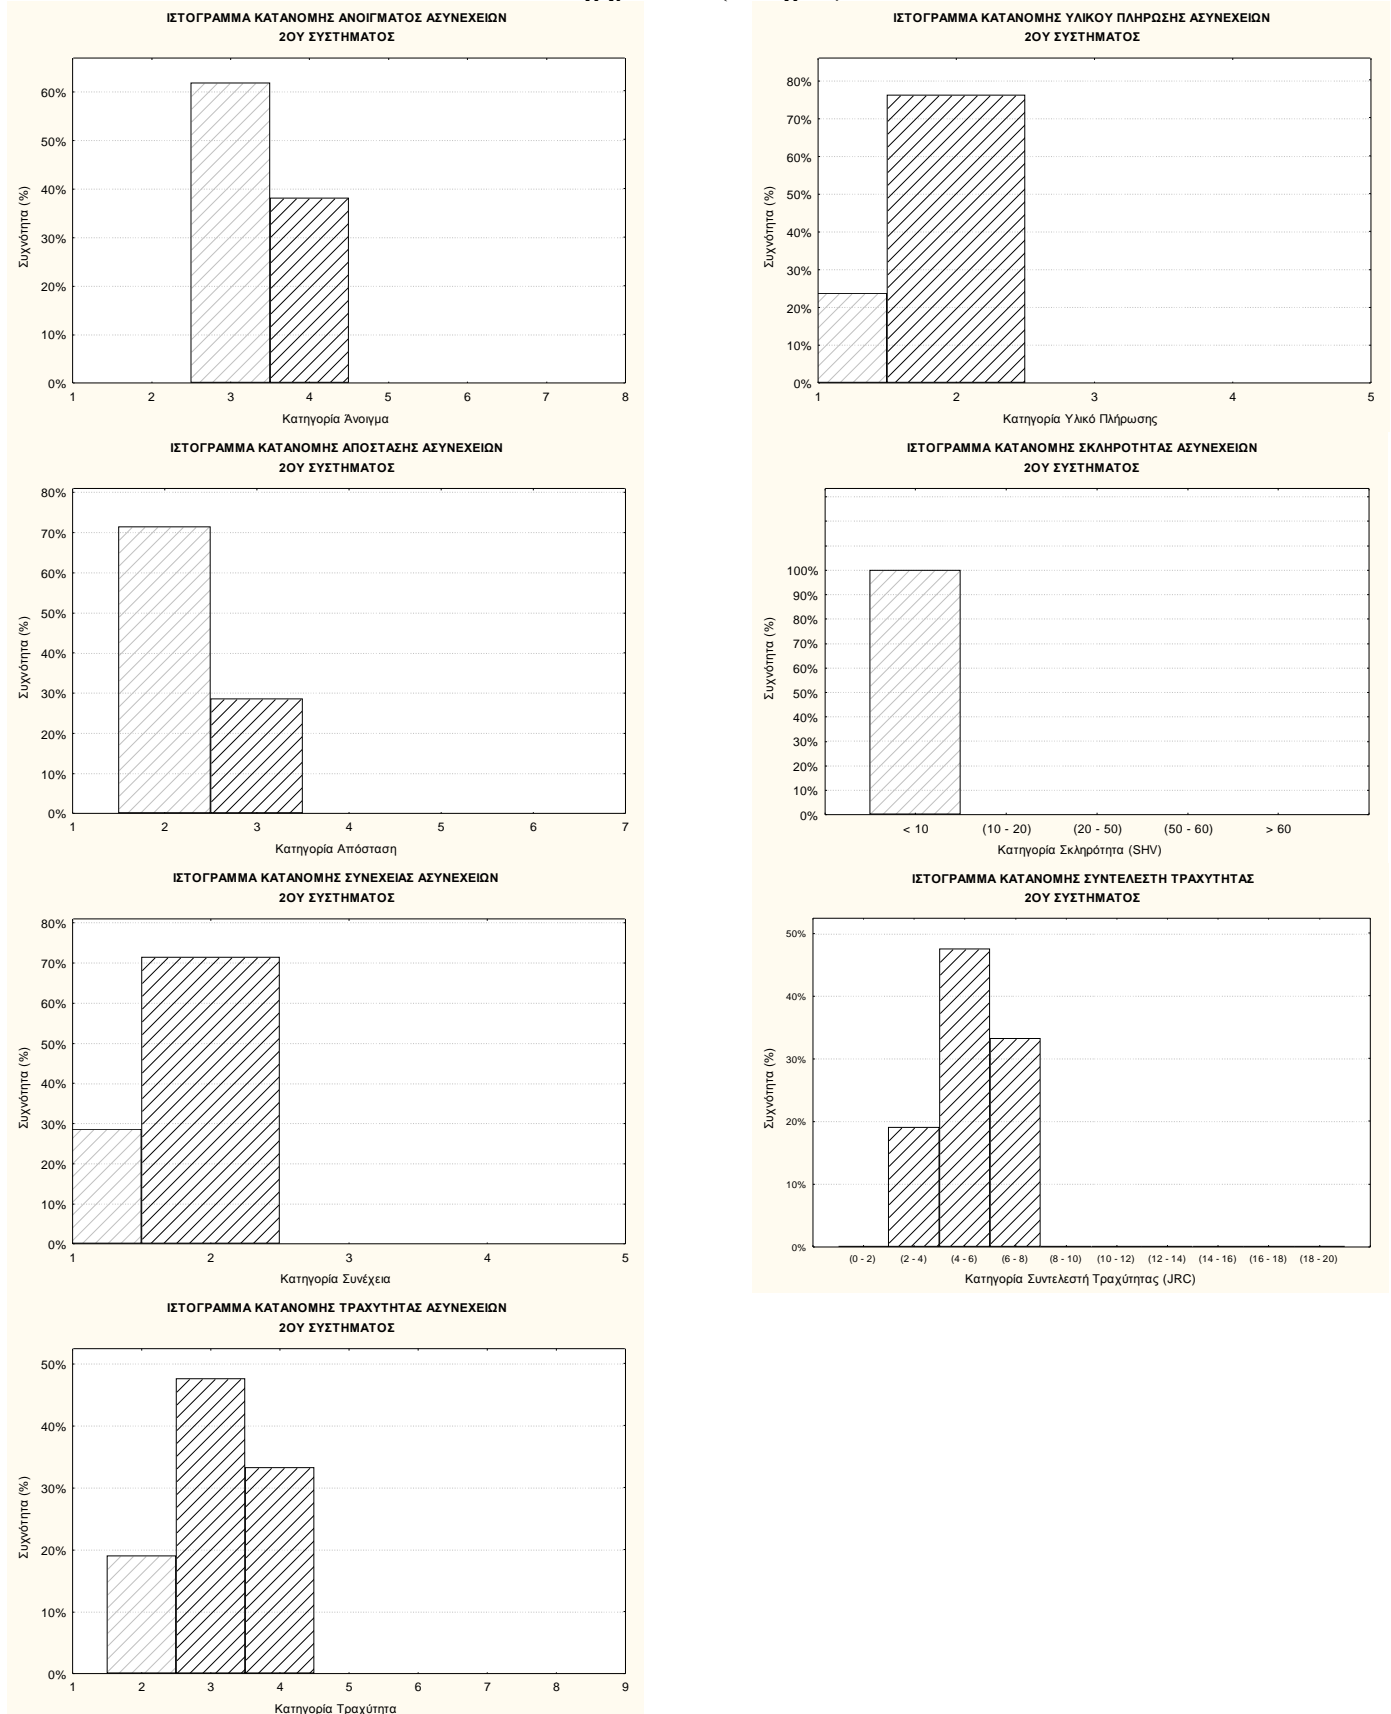 ΙΣΤΟΓΡΑΜΜΑ ΚΑΤΑΝΟΜΗΣ ΑΝΟΙΓΜΑΤΟΣ ΑΣΥΝΕΧΕΙΩΝ
2ΟΥ ΣΥΣΤΗΜΑΤΟΣ
60%
50%
40%
30%
20%
10%
0%
Συχνότητα (%)
1 2 3 4 5 6 7 8
Κατηγορία Άνοιγμα
ΙΣΤΟΓΡΑΜΜΑ ΚΑΤΑΝΟΜΗΣ ΑΠΟΣΤΑΣΗΣ ΑΣΥΝΕΧΕΙΩΝ
2ΟΥ ΣΥΣΤΗΜΑΤΟΣ
80%
70%
60%
50%
40%
30%
20%
10%
0%
Συχνότητα (%)
1 2 3 4 5 6 7
Κατηγορία Απόσταση
ΙΣΤΟΓΡΑΜΜΑ ΚΑΤΑΝΟΜΗΣ ΣΥΝΕΧΕΙΑΣ ΑΣΥΝΕΧΕΙΩΝ
2ΟΥ ΣΥΣΤΗΜΑΤΟΣ
80%
70%
60%
50%
40%
30%
20%
10%
0%
Συχνότητα (%)
1 2 3 4 5
Κατηγορία Συνέχεια
ΙΣΤΟΓΡΑΜΜΑ ΚΑΤΑΝΟΜΗΣ ΤΡΑΧΥΤΗΤΑΣ ΑΣΥΝΕΧΕΙΩΝ
2ΟΥ ΣΥΣΤΗΜΑΤΟΣ
50%
40%
30%
20%
10%
0%
Συχνότητα (%)
1 2 3 4 5 6 7 8 9
Κατηγορία Τραχύτητα
ΙΣΤΟΓΡΑΜΜΑ ΚΑΤΑΝΟΜΗΣ ΥΛΙΚΟΥ ΠΛΗΡΩΣΗΣ ΑΣΥΝΕΧΕΙΩΝ
2ΟΥ ΣΥΣΤΗΜΑΤΟΣ
80%
70%
60%
50%
40%
30%
20%
10%
0%
Συχνότητα (%)
1 2 3 4 5
Κατηγορία Υλικό Πλήρωσης
ΙΣΤΟΓΡΑΜΜΑ ΚΑΤΑΝΟΜΗΣ ΣΚΛΗΡΟΤΗΤΑΣ ΑΣΥΝΕΧΕΙΩΝ
2ΟΥ ΣΥΣΤΗΜΑΤΟΣ
100%
90%
80%
70%
60%
50%
40%
30%
20%
10%
0%
Συχνότητα (%)
< 10 (10 - 20) (20 - 50) (50 - 60) > 60
Κατηγορία Σκληρότητα (SHV)
ΙΣΤΟΓΡΑΜΜΑ ΚΑΤΑΝΟΜΗΣ ΣΥΝΤΕΛΕΣΤΗ ΤΡΑΧΥΤΗΤΑΣ
2ΟΥ ΣΥΣΤΗΜΑΤΟΣ
50%
40%
30%
20%
10%
0%
Συχνότητα (%)
(0 - 2) (2 - 4) (4 - 6) (6 - 8) (8 - 10) (10 - 12) (12 - 14) (14 - 16) (16 - 18) (18 - 20)
Κατηγορία Συντελεστή Τραχύτητας (JRC)